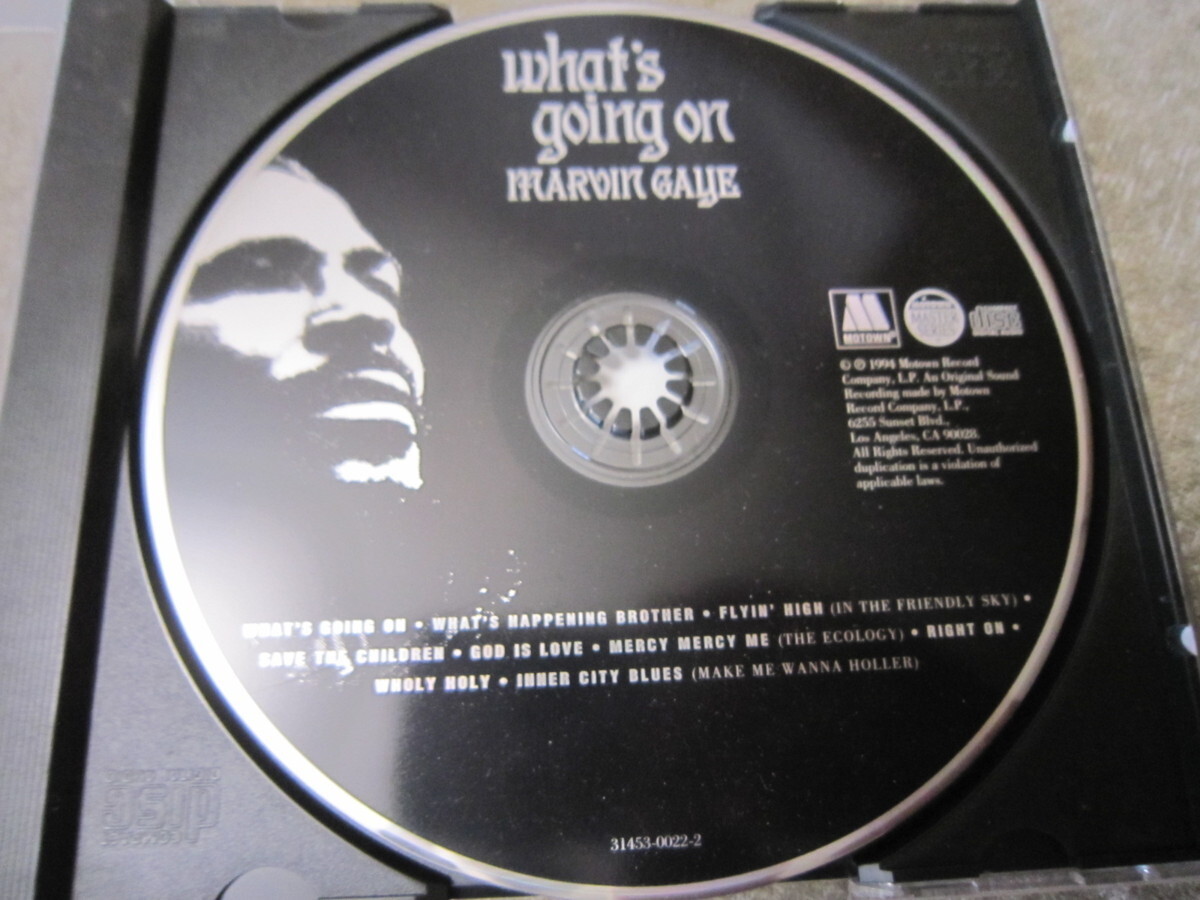 what's
going on
MARVIN GAYE
MOTOWN
MASTER
disc
© ℗ 1994 Motown Record
Company, L.P. An Original Sound
Recording made by Motown
Record Company, L.P.,
6255 Sunset Blvd.,
Los Angeles, CA 90028.
All Rights Reserved. Unauthorized
duplication is a violation of
applicable laws.
WHAT'S GOING ON • WHAT'S HAPPENING BROTHER • FLYIN' HIGH (IN THE FRIENDLY SKY) •
SAVE THE CHILDREN • GOD IS LOVE • MERCY MERCY ME (THE ECOLOGY) • RIGHT ON •
WHOLY HOLY • INNER CITY BLUES (MAKE ME WANNA HOLLER)
31453-0022-2
disc